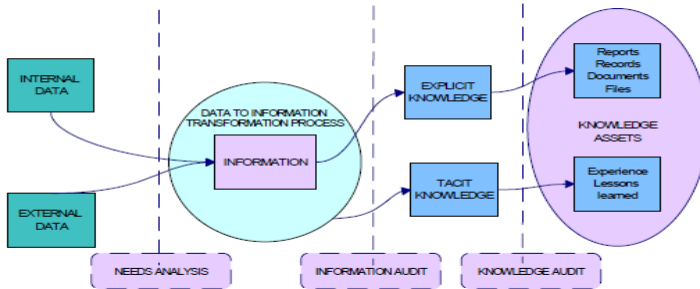 INTERNAL
DATA
EXTERNAL
DATA
DATA TO INFORMATION
TRANSFORMATION PROCESS
INFORMATION
EXPLICIT
KNOWLEDGE
TACIT
KNOWLEDGE
Reports
Records
Documents
Files
KNOWLEDGE
ASSETS
Experience
Lessons
learned
NEEDS ANALYSIS
INFORMATION AUDIT
KNOWLEDGE AUDIT